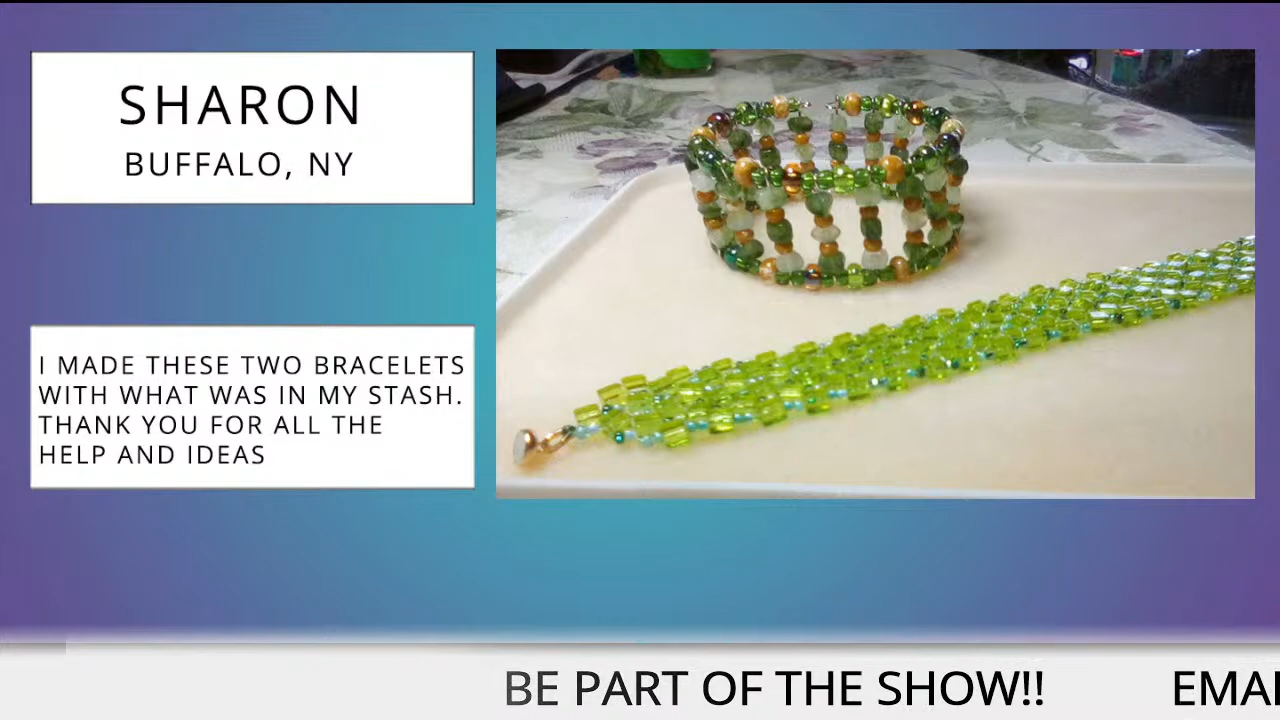 SHARON
BUFFALO, NY
I MADE THESE TWO BRACELETS
WITH WHAT WAS IN MY STASH.
THANK YOU FOR ALL THE
HELP AND IDEAS
BE PART OF THE SHOW!!